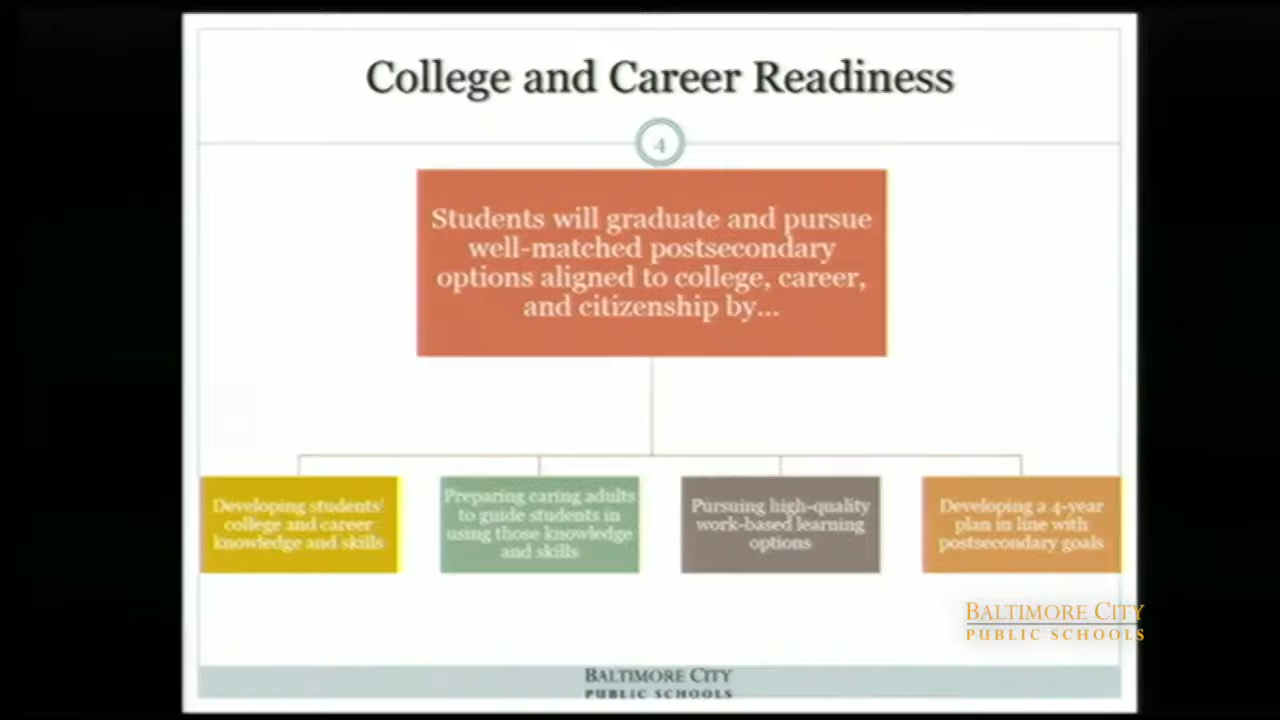 College and Career Readiness
4
Students will graduate and pursue
well-matched postsecondary
options aligned to college, career,
and citizenship by...
Developing students'
college and career
knowledge and skills
Preparing caring adults
to guide students in
using those knowledge
and skills
Pursuing high-quality
work-based learning
options
Developing a 4-year
plan in line with
postsecondary goals
BALTIMORE CITY
PUBLIC SCHOOLS
BALTIMORE CITY
PUBLIC SCHOOLS